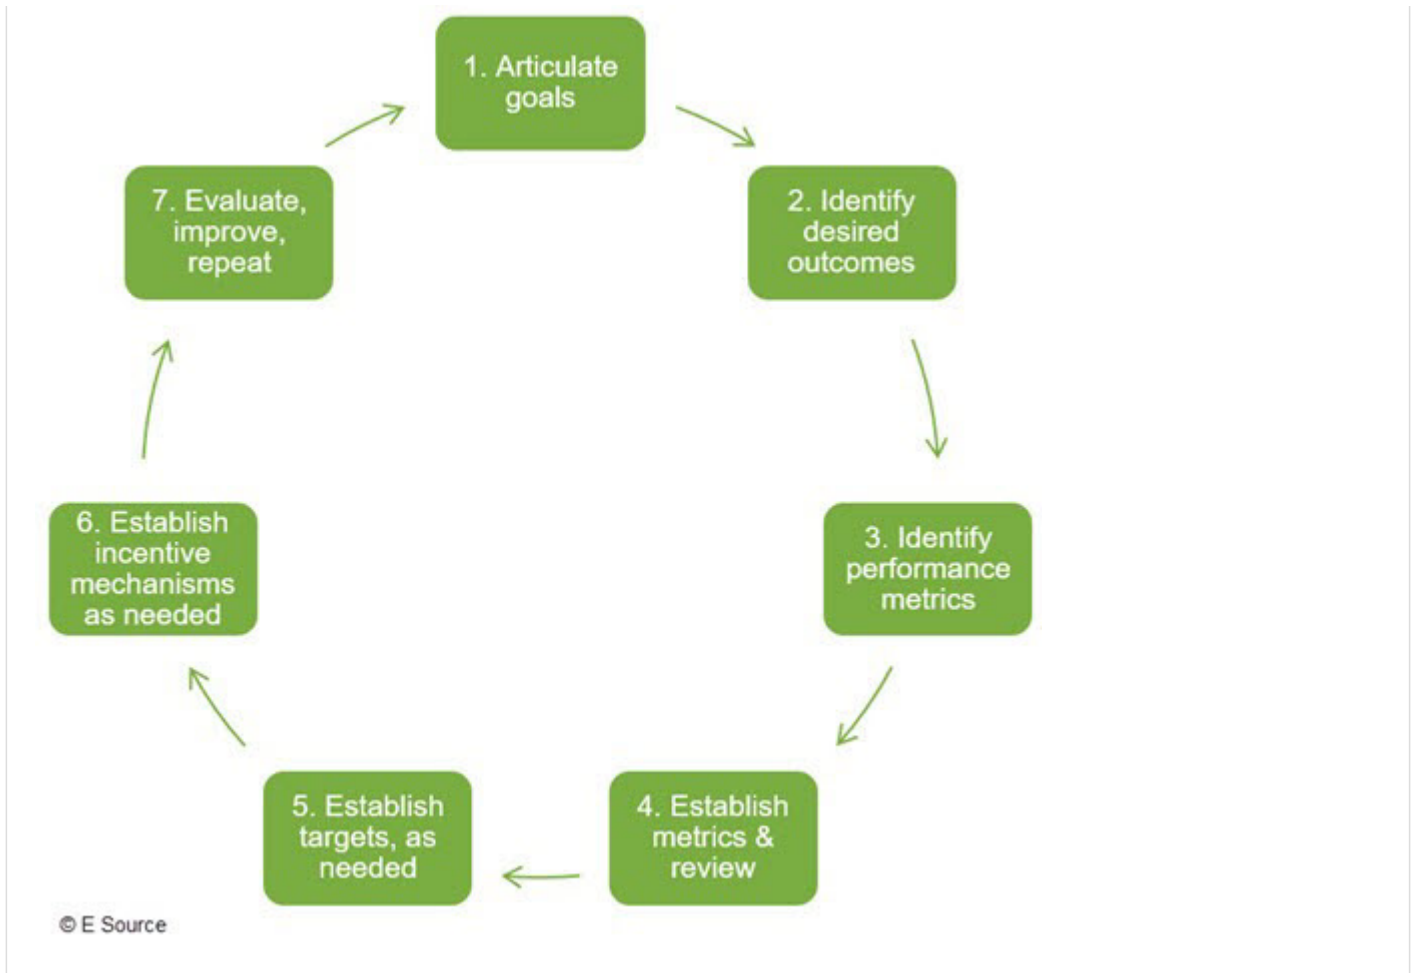 1. Articulate
goals
2. Identify
desired
outcomes
3. Identify
performance
metrics
4. Establish
metrics &
review
5. Establish
targets, as
needed
6. Establish
incentive
mechanisms
as needed
7. Evaluate,
improve,
repeat
© E Source